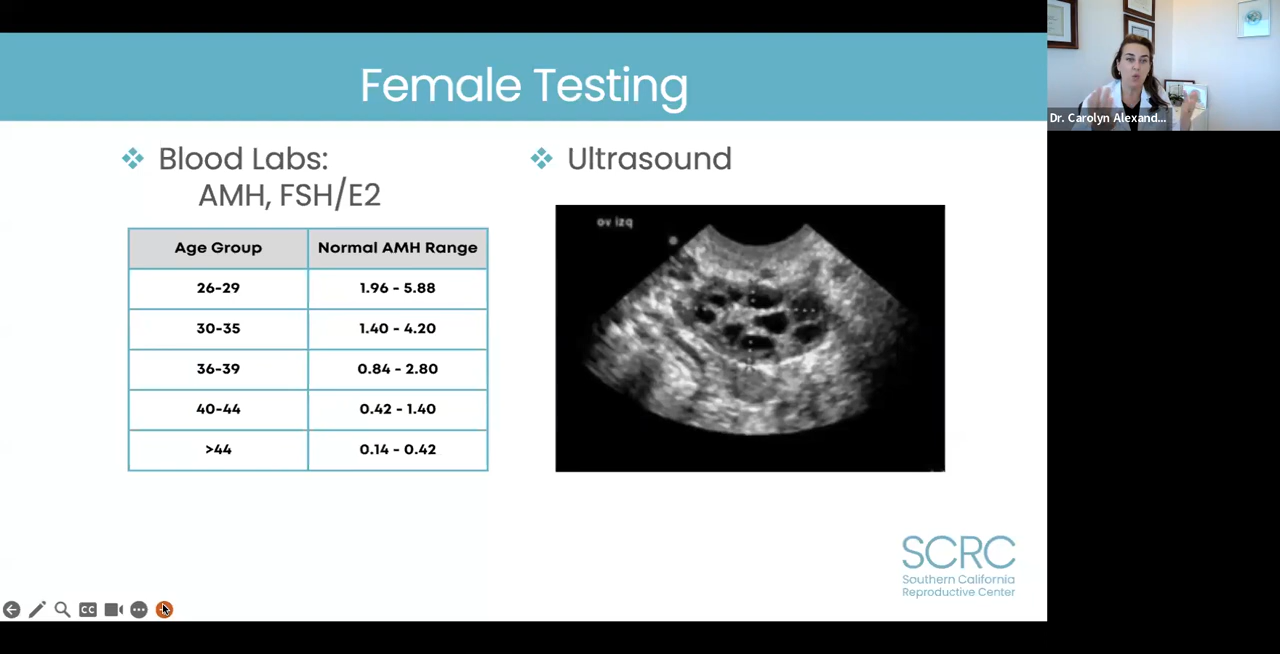 Female Testing
Dr. Carolyn Alexand...
❖ Blood Labs:
AMH, FSH/E2
❖ Ultrasound
Age Group Normal AMH Range
26-29 1.96 - 5.88
30-35 1.40 - 4.20
36-39 0.84 - 2.80
40-44 0.42 - 1.40
>44 0.14 - 0.42
ov izq
SCRC
Southern California
Reproductive Center
CC